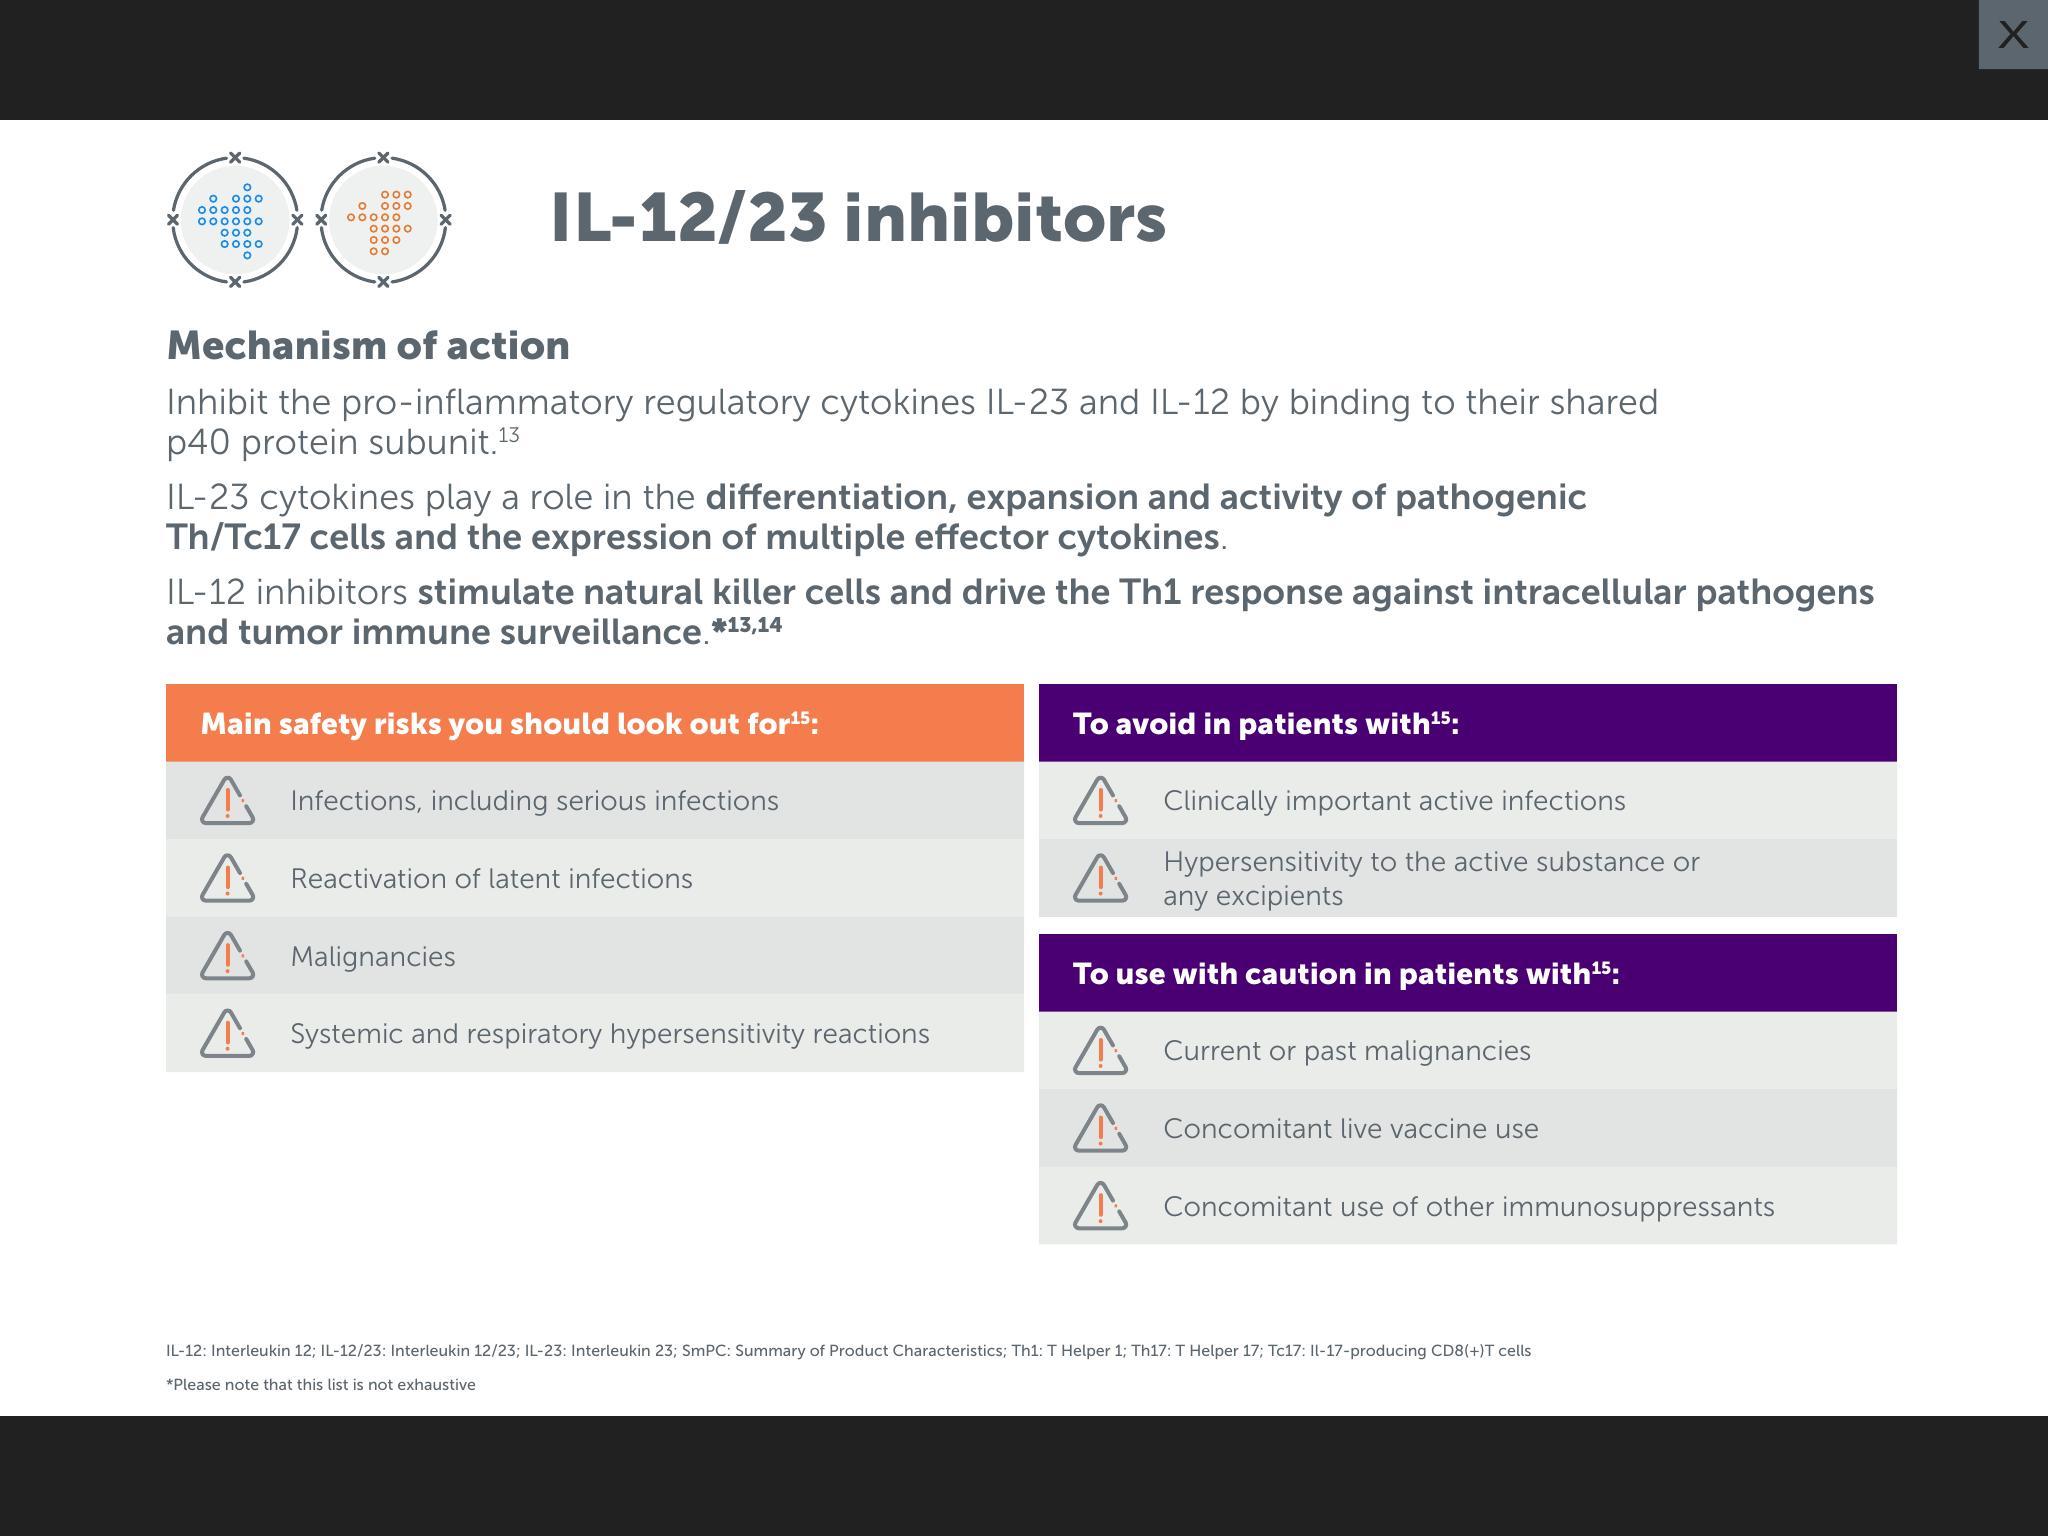 X
IL-12/23 inhibitors
Mechanism of action
Inhibit the pro-inflammatory regulatory cytokines IL-23 and IL-12 by binding to their shared
p40 protein subunit.13
IL-23 cytokines play a role in the differentiation, expansion and activity of pathogenic
Th/Tc17 cells and the expression of multiple effector cytokines.
IL-12 inhibitors stimulate natural killer cells and drive the Th1 response against intracellular pathogens
and tumor immune surveillance.*13,14
Main safety risks you should look out for15:
Infections, including serious infections
Reactivation of latent infections
Malignancies
Systemic and respiratory hypersensitivity reactions
To avoid in patients with15:
Clinically important active infections
Hypersensitivity to the active substance or
any excipients
To use with caution in patients with15:
Current or past malignancies
Concomitant live vaccine use
Concomitant use of other immunosuppressants
IL-12: Interleukin 12; IL-12/23: Interleukin 12/23; IL-23: Interleukin 23; SmPC: Summary of Product Characteristics; Th1: T Helper 1; Th17: T Helper 17; Tc17: Il-17-producing CD8(+)T cells
*Please note that this list is not exhaustive